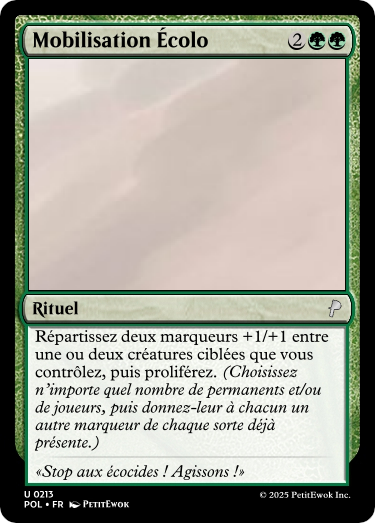 Mobilisation Écolo 2
Rituel
Répartissez deux marqueurs +1/+1 entre
une ou deux créatures ciblées que vous
contrôlez, puis proliférez. (Choisissez
n'importe quel nombre de permanents et/ou
de joueurs, puis donnez-leur à chacun un
autre marqueur de chaque sorte déjà
présente.)
«Stop aux écocides ! Agissons !»
U 0213
POL • FR PetitEwok
© 2025 PetitEwok Inc.